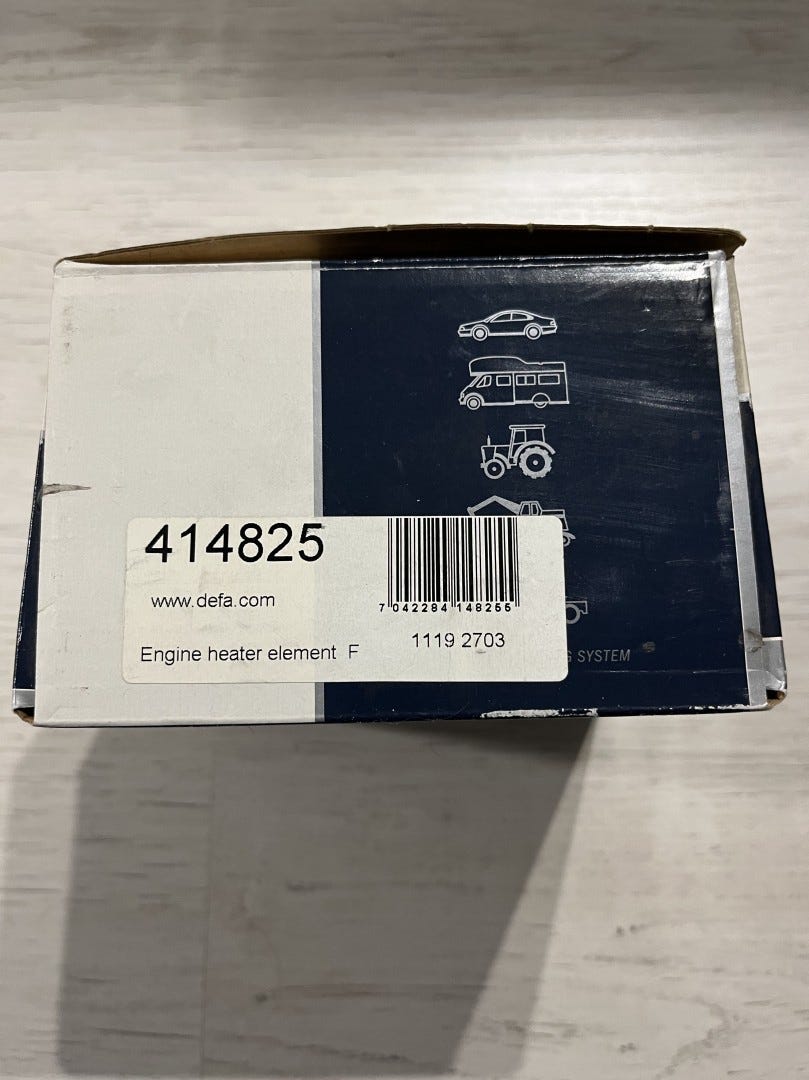 414825
www.defa.com
7 042284 148255
Engine heater element F
1119 2703
SYSTEM